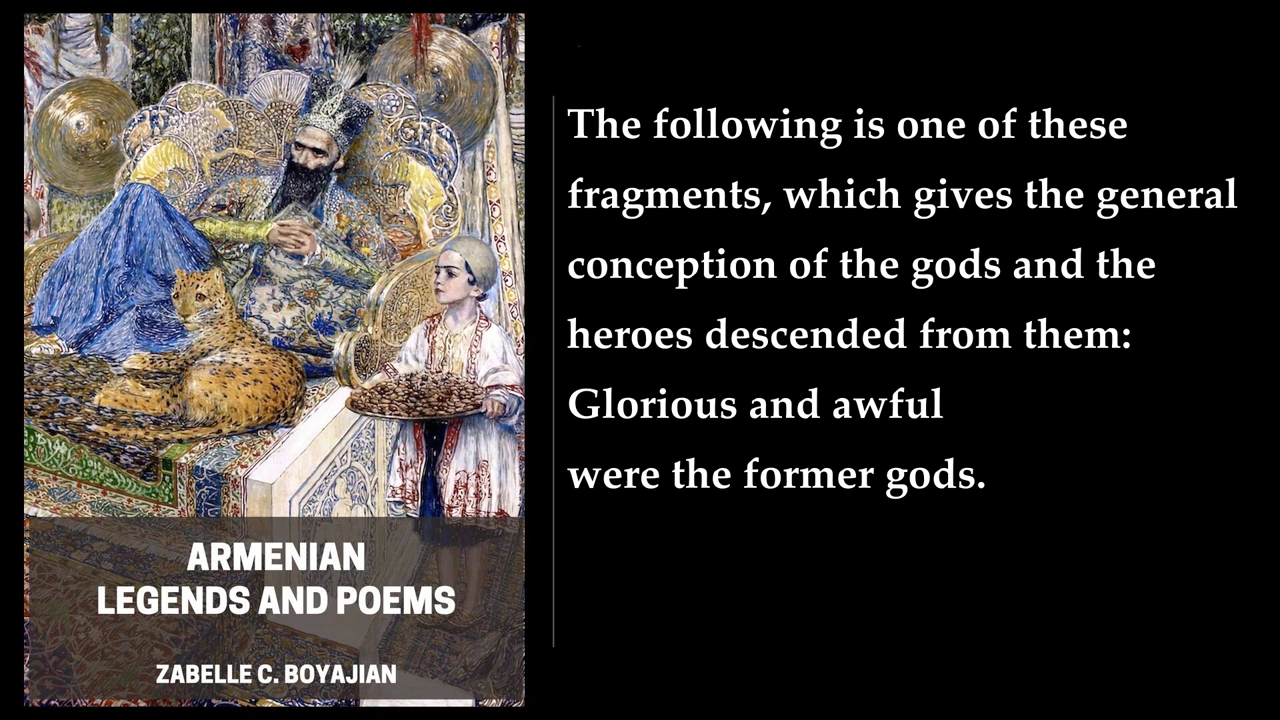 The following is one of these
fragments, which gives the general
conception of the gods and the
heroes descended from them:
Glorious and awful
were the former gods.
ARMENIAN
LEGENDS AND POEMS
ZABELLE C. BOYAJIAN